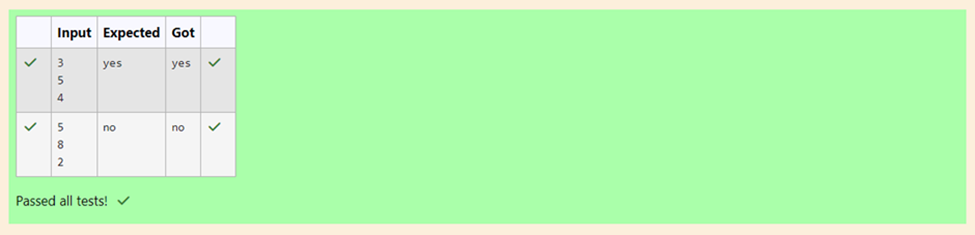 Input Expected Got
3 yes yes
5
4
5 no no
8
2
Passed all tests!